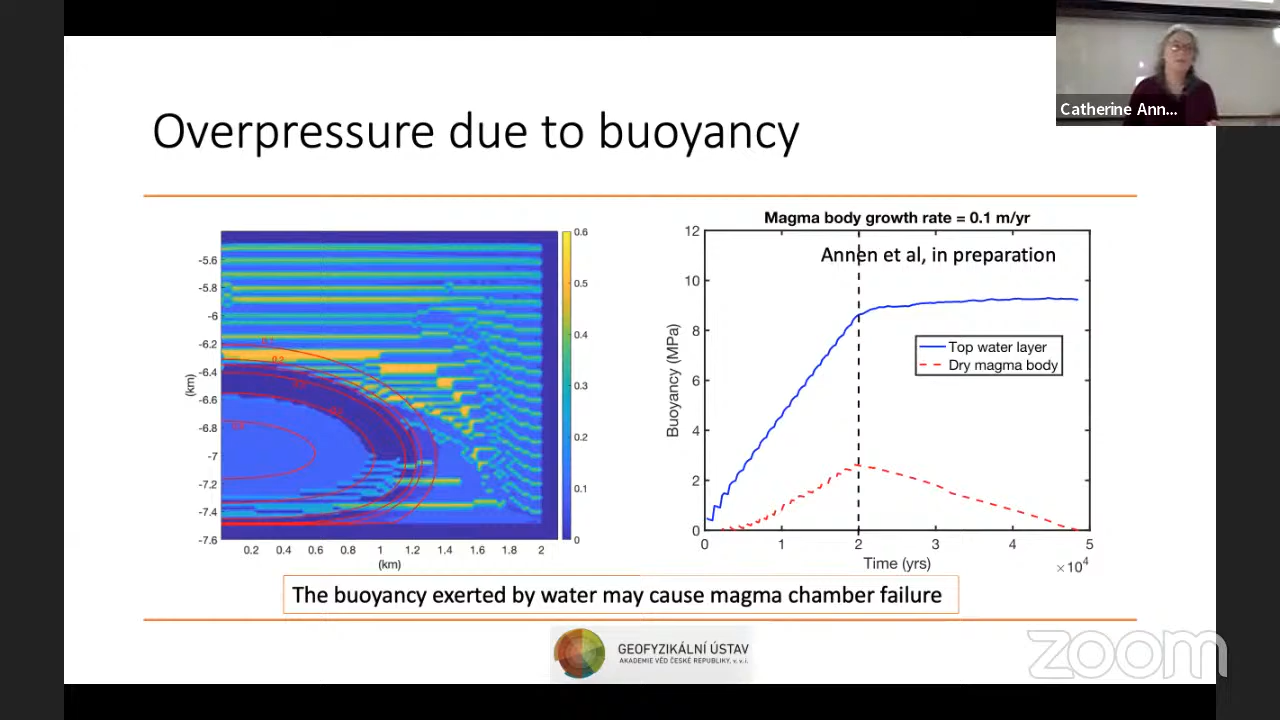 Catherine Ann...
Overpressure due to buoyancy
0.6
0.5
0.4
0.3
0.2
0.1
0
-5.6
-5.8
-6
-6.2
-6.4
-6.6
-6.8
-7
-7.2
-7.4
-7.6
(km)
0.2
0.2 0.4 0.6 0.8 1 1.2 1.4 1.6 1.8 2
(km)
Magma body growth rate = 0.1 m/yr
Annen et al, in preparation
12
10
8
6
4
2
0
Buoyancy (MPa)
Top water layer
Dry magma body
0 1 2 3 4 5
Time (yrs)
×10⁴
The buoyancy exerted by water may cause magma chamber failure
GEOFYZIKÁLNÍ ÚSTAV
AKADEMIE VĚD ČESKÉ REPUBLIKY, v. v. i.
zoom